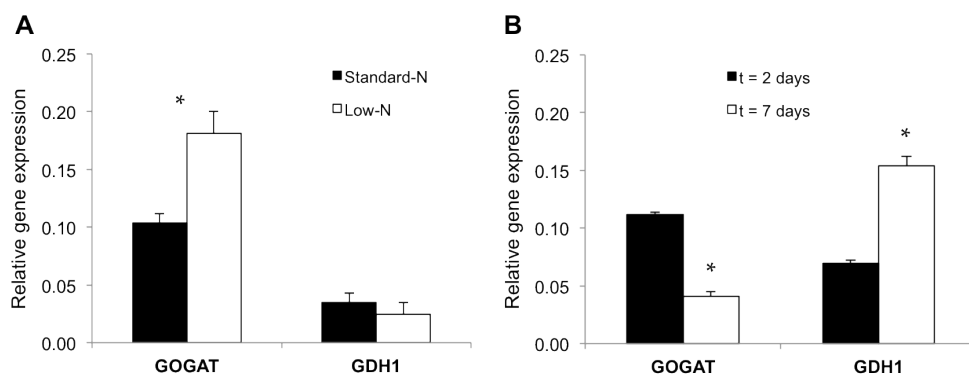 A
Relative gene expression
0.25
0.20
0.15
0.10
0.05
0.00
*
Standard-N
Low-N
GOGAT
GDH1
B
Relative gene expression
0.25
0.20
0.15
0.10
0.05
0.00
t = 2 days
t = 7 days
*
*
GOGAT
GDH1